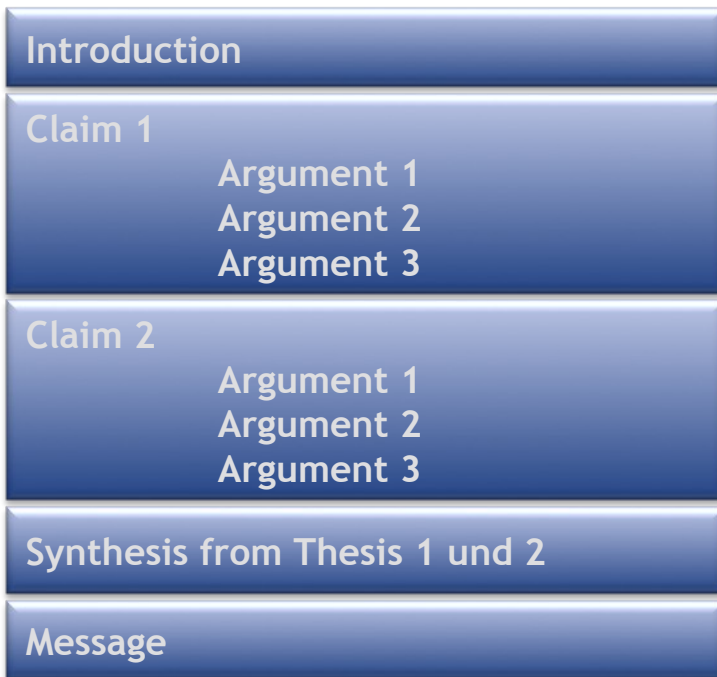 Introduction
Claim 1
Argument 1
Argument 2
Argument 3
Claim 2
Argument 1
Argument 2
Argument 3
Synthesis from Thesis 1 und 2
Message